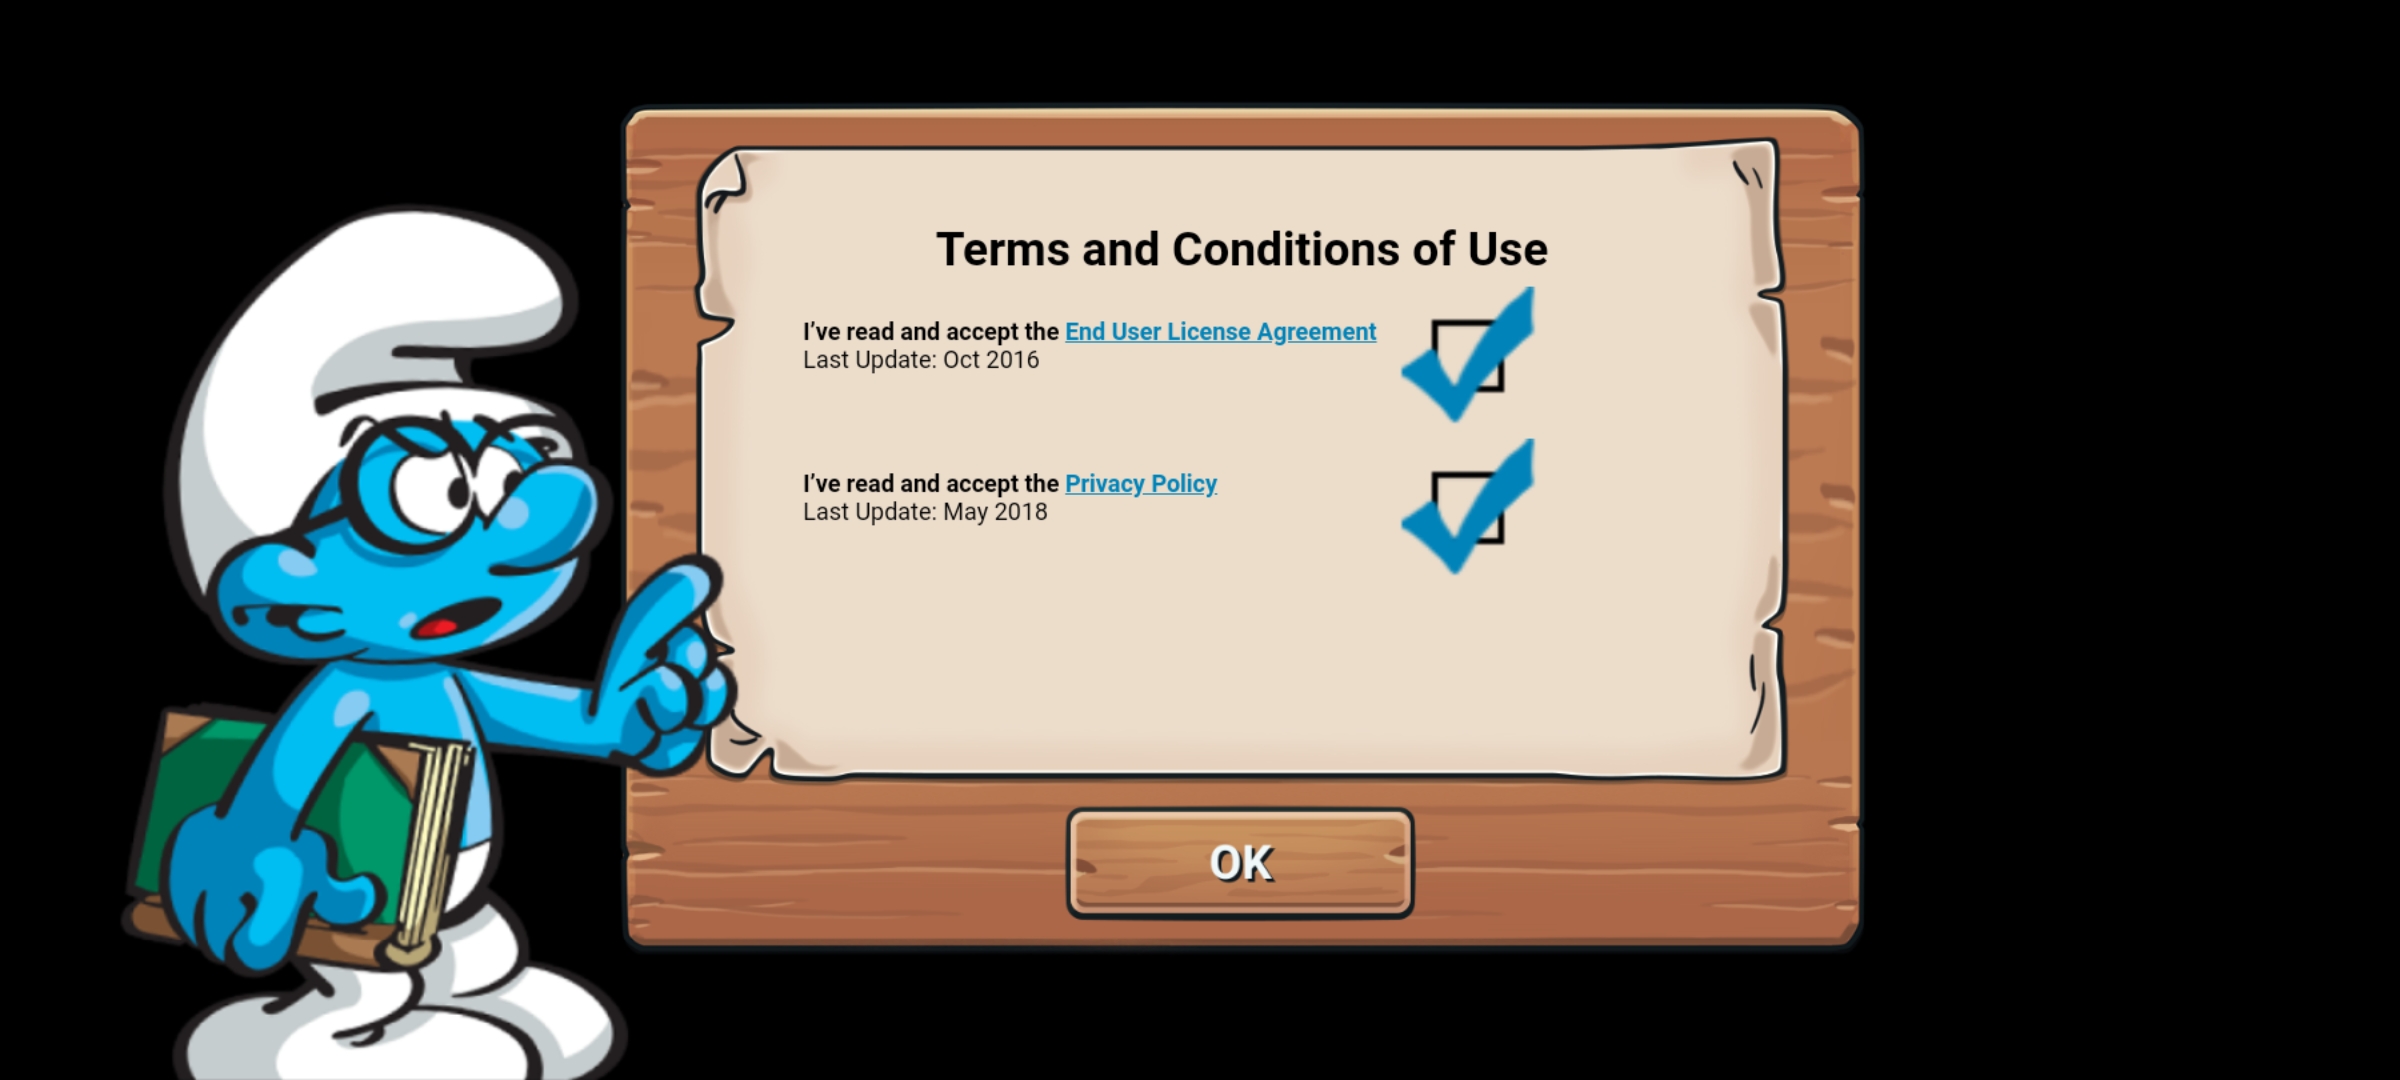 Terms and Conditions of Use
I’ve read and accept the End User License Agreement
Last Update: Oct 2016
I’ve read and accept the Privacy Policy
Last Update: May 2018
OK